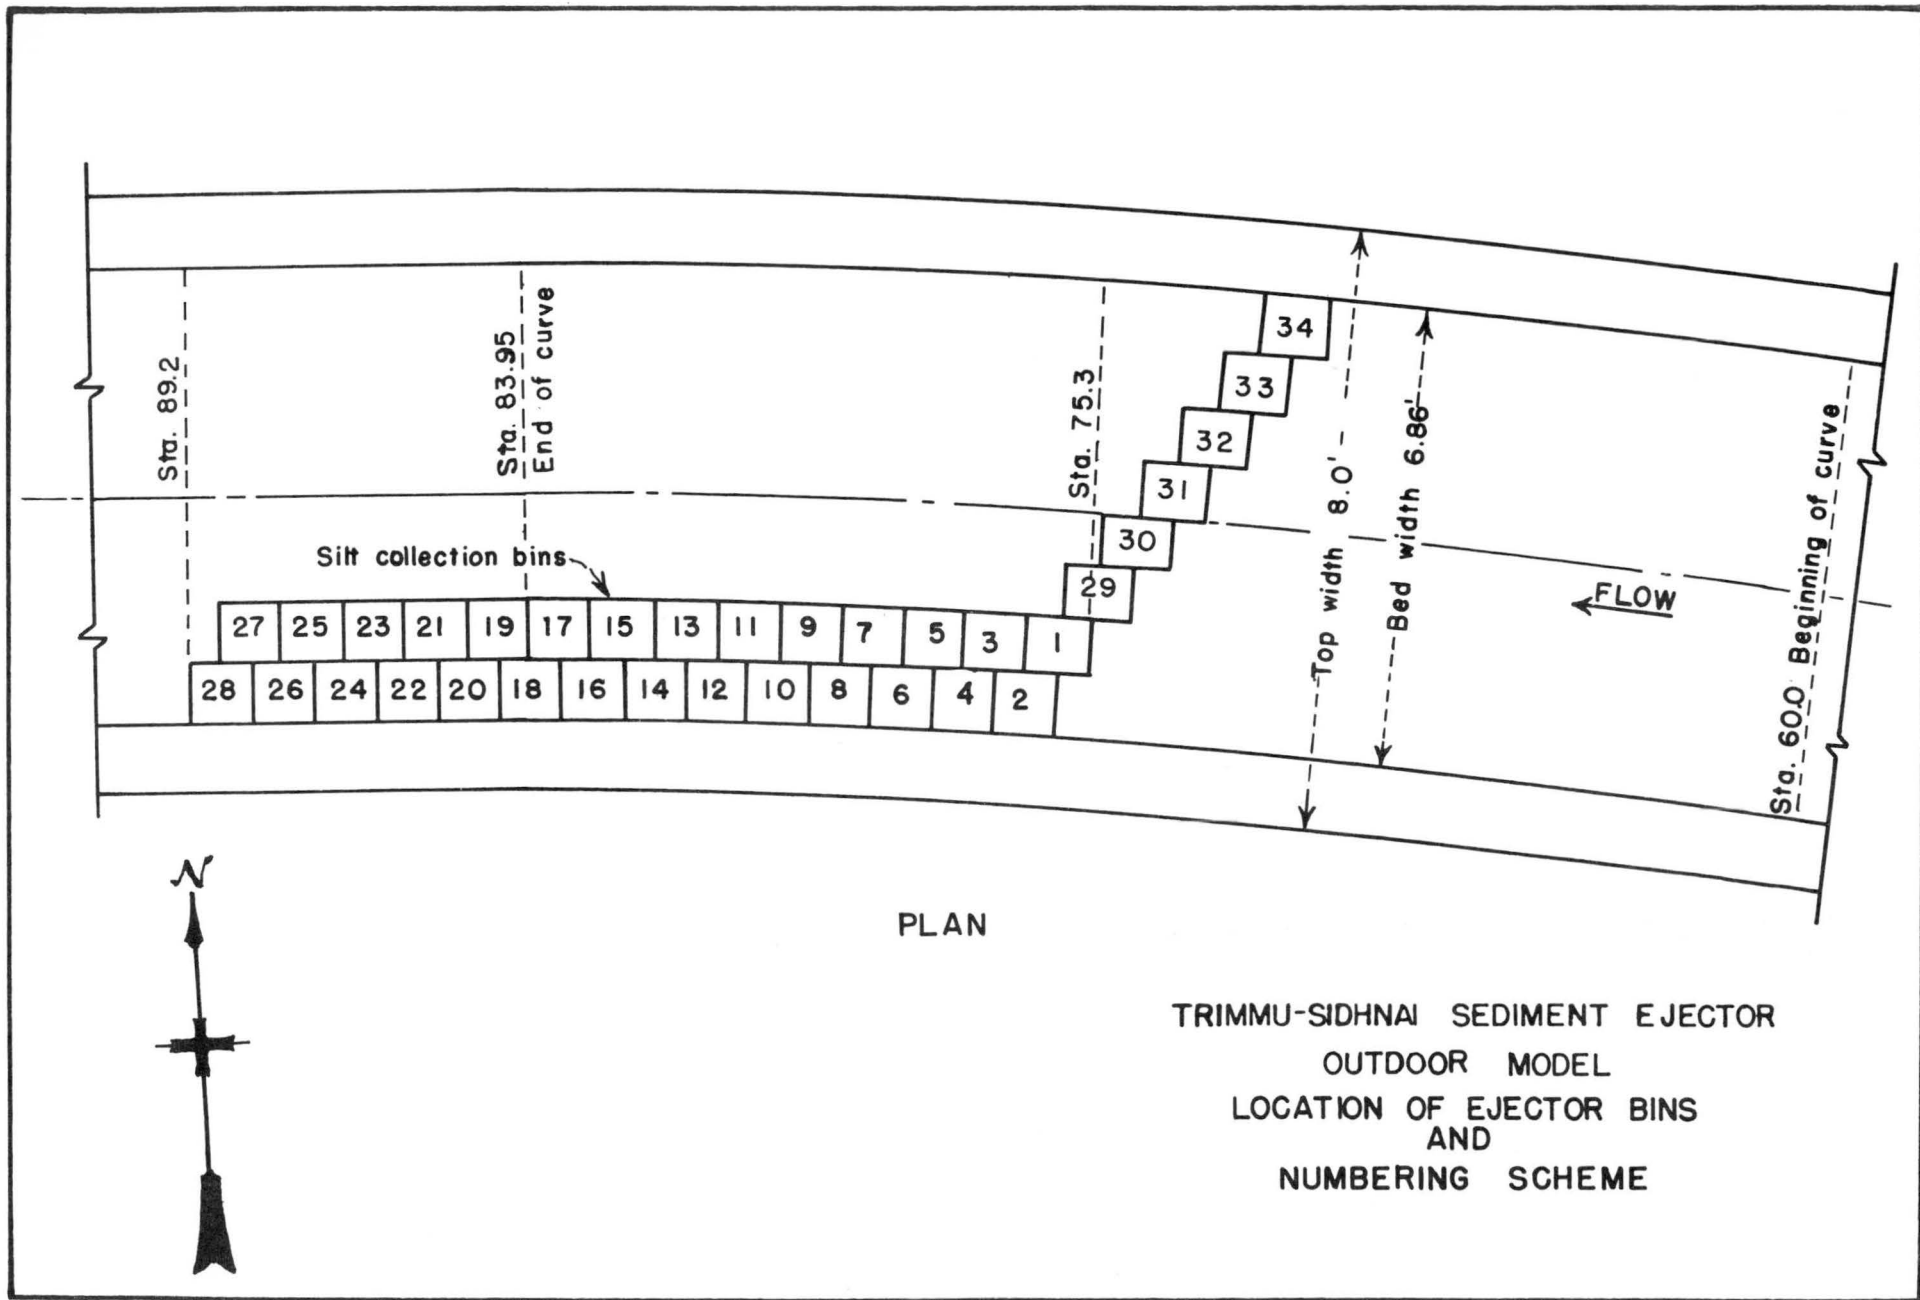 Sta. 89.2
Sta. 83.95
End of curve
Sta. 75.3
Top width 8.0'
Bed width 6.86'
Sta. 60.0 Beginning of curve
FLOW
34
33
32
31
30
29
Silt collection bins
27 25 23 21 19 17 15 13 11 9 7 5 3 1
28 26 24 22 20 18 16 14 12 10 8 6 4 2
N
PLAN
TRIMMU-SIDHNAI SEDIMENT EJECTOR
OUTDOOR MODEL
LOCATION OF EJECTOR BINS
AND
NUMBERING SCHEME